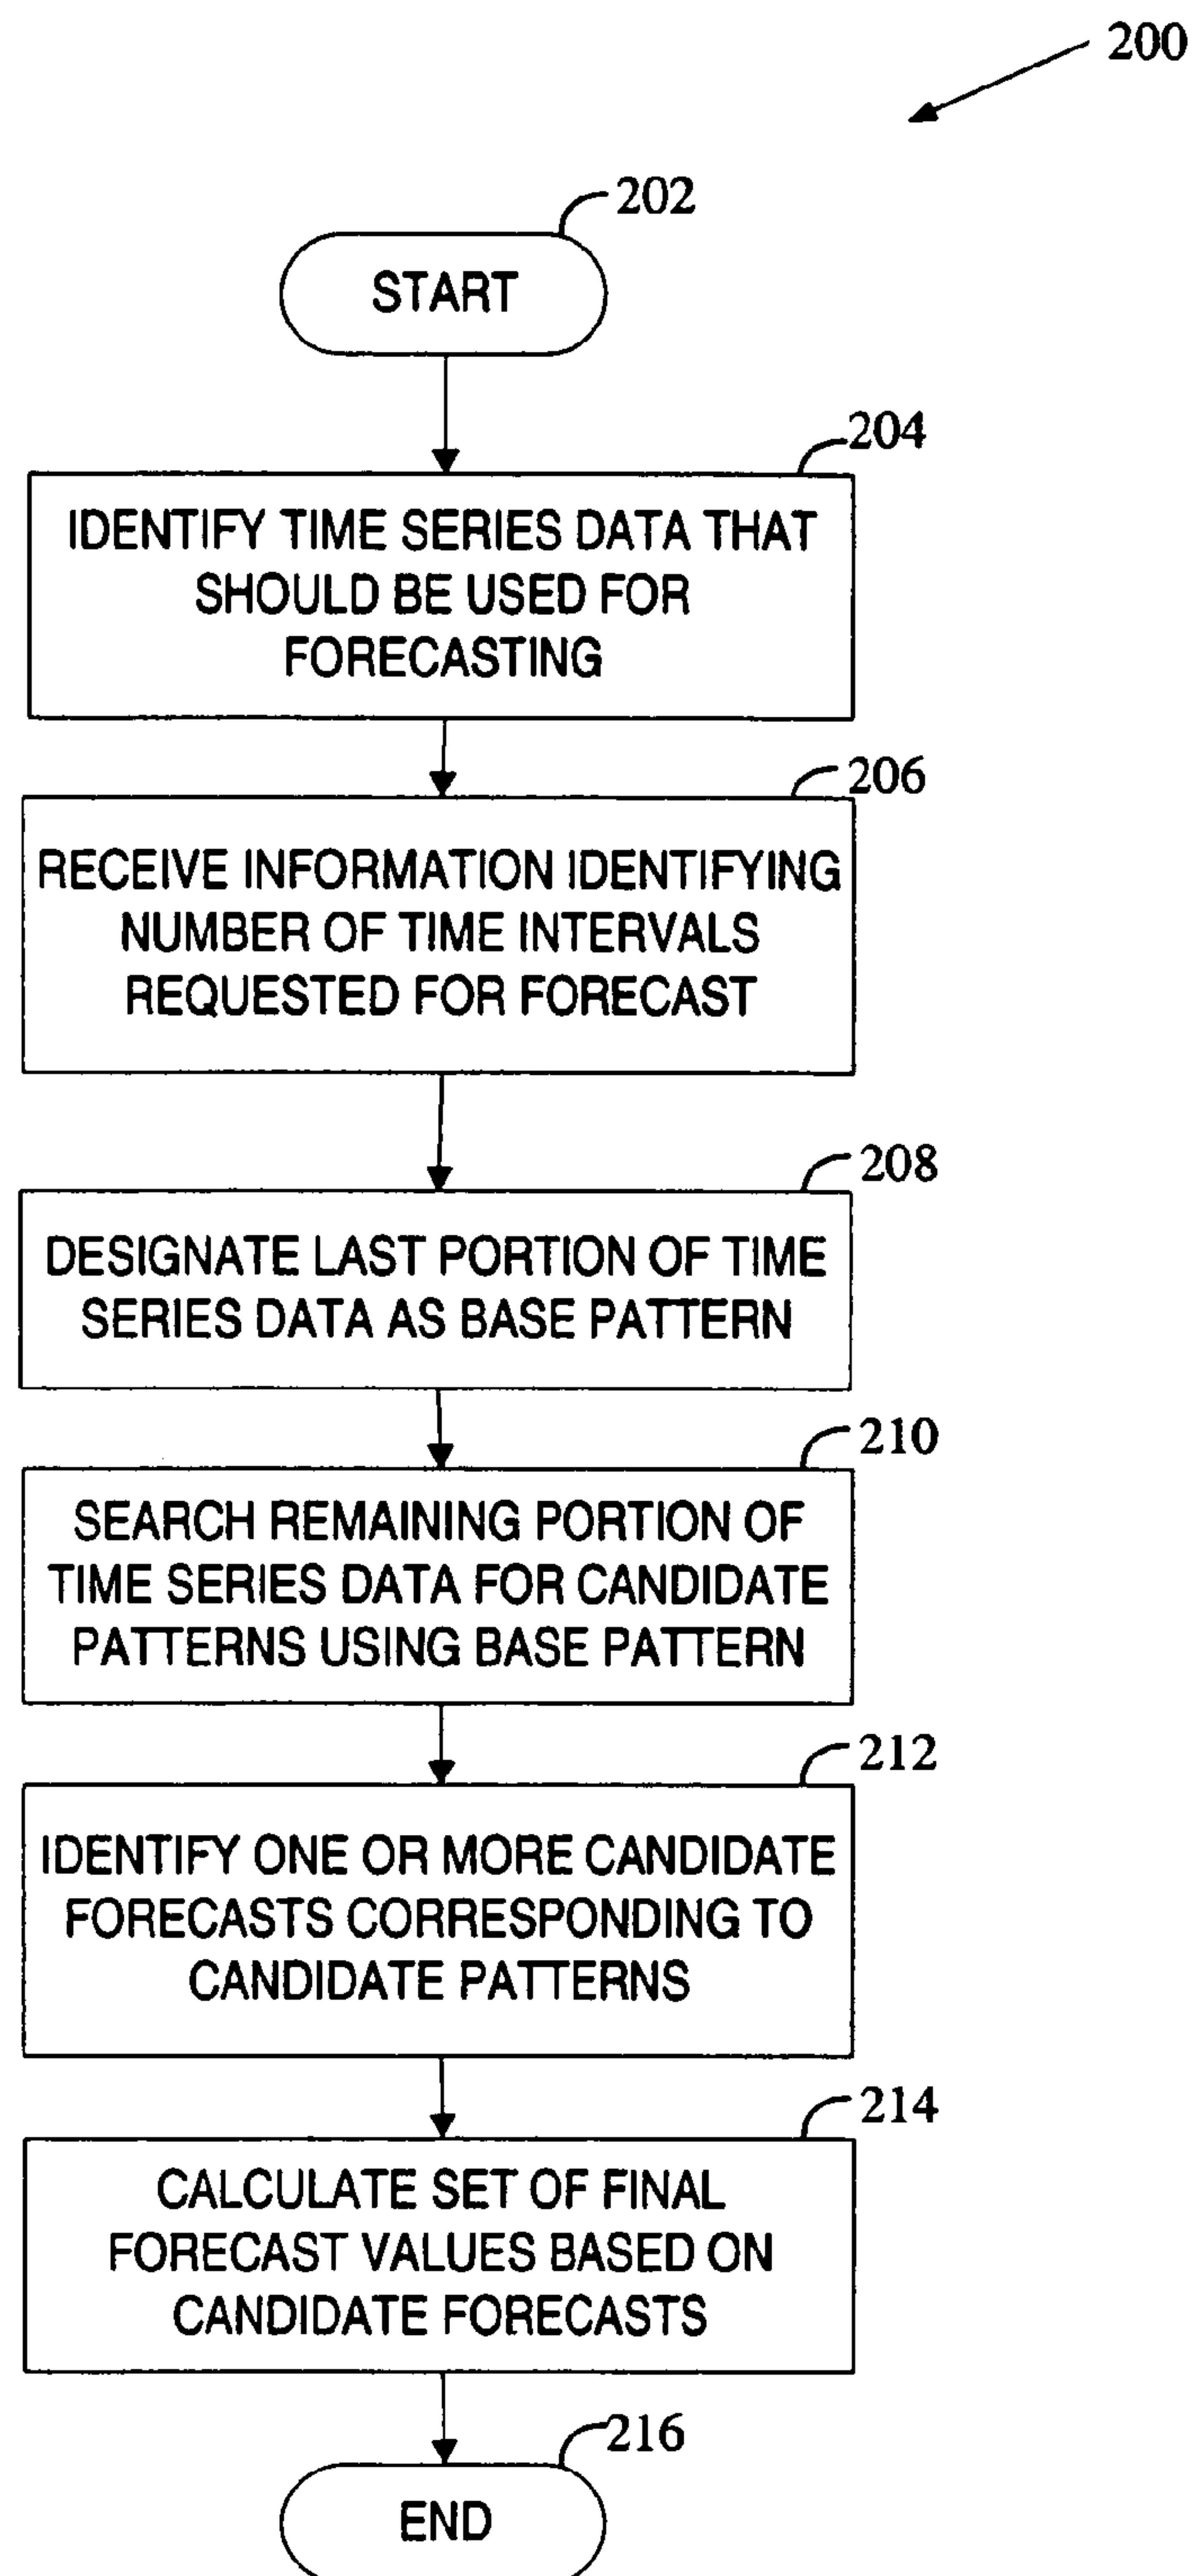 200
202
START
204
IDENTIFY TIME SERIES DATA THAT
SHOULD BE USED FOR
FORECASTING
206
RECEIVE INFORMATION IDENTIFYING
NUMBER OF TIME INTERVALS
REQUESTED FOR FORECAST
208
DESIGNATE LAST PORTION OF TIME
SERIES DATA AS BASE PATTERN
210
SEARCH REMAINING PORTION OF
TIME SERIES DATA FOR CANDIDATE
PATTERNS USING BASE PATTERN
212
IDENTIFY ONE OR MORE CANDIDATE
FORECASTS CORRESPONDING TO
CANDIDATE PATTERNS
214
CALCULATE SET OF FINAL
FORECAST VALUES BASED ON
CANDIDATE FORECASTS
216
END